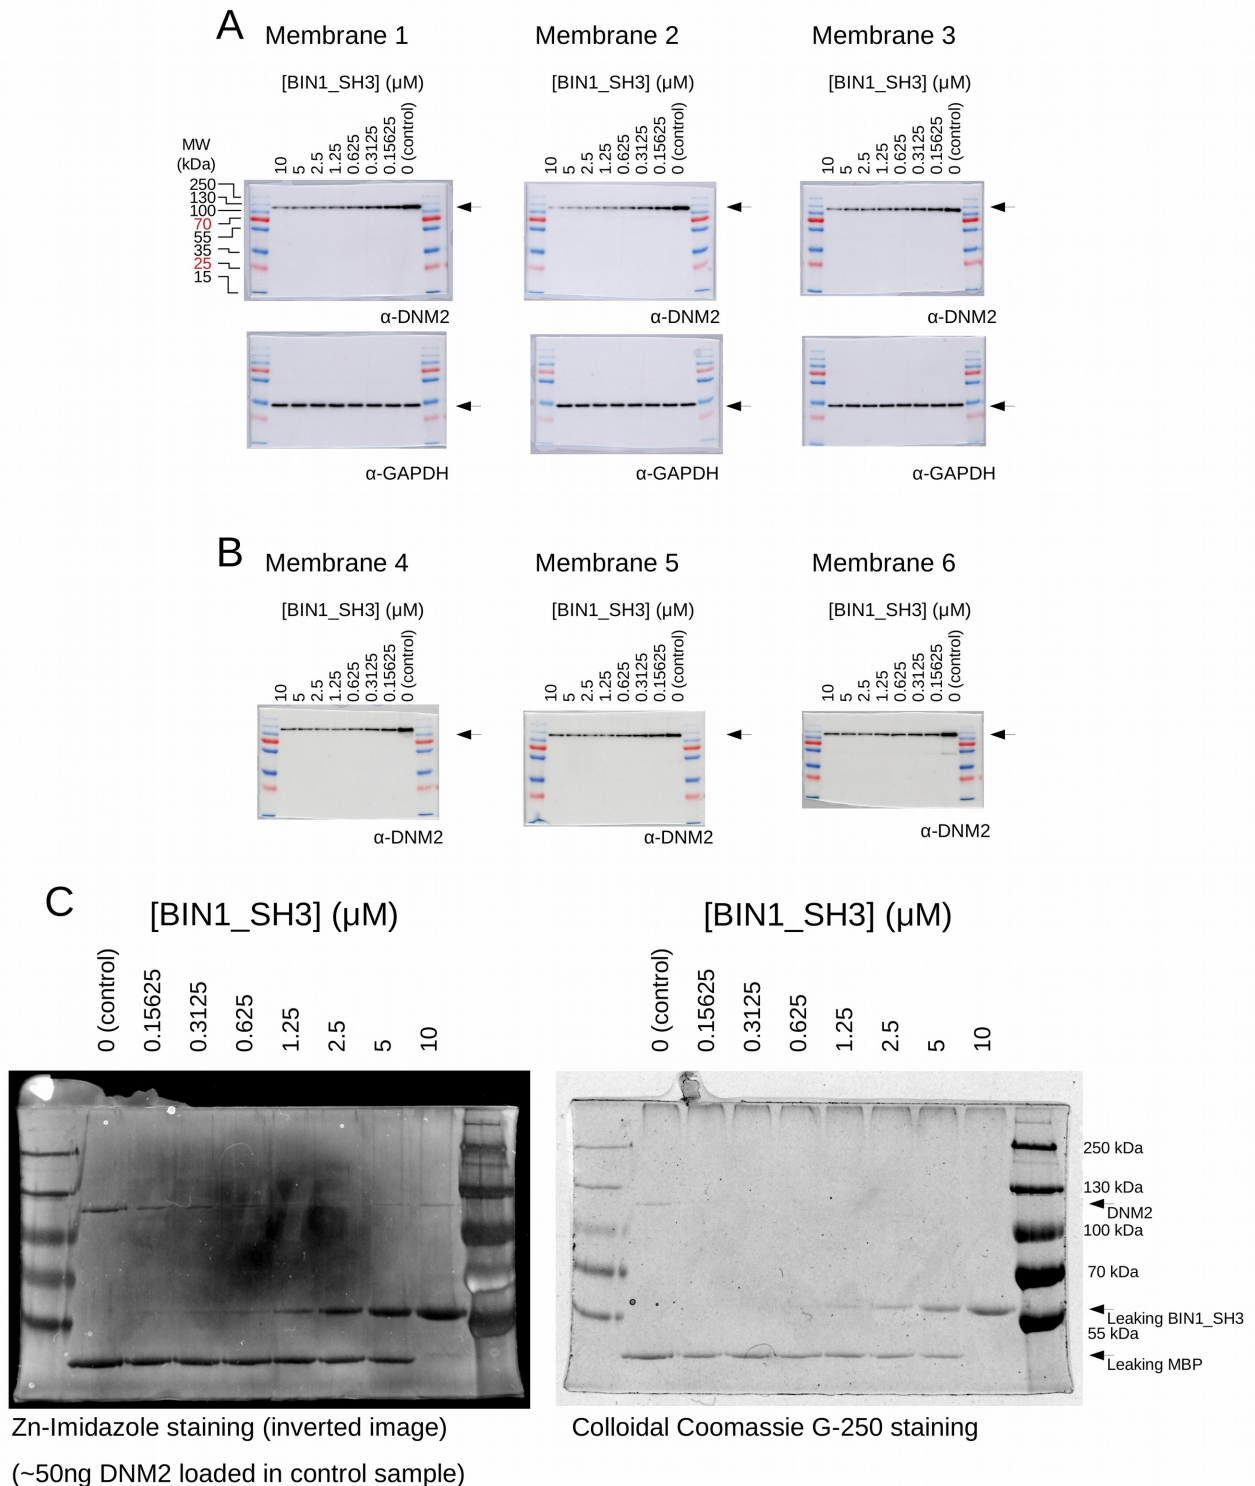 A
Membrane 1
Membrane 2
Membrane 3
[BIN1_SH3] (µM)
[BIN1_SH3] (µM)
[BIN1_SH3] (µM)
10
5
2.5
1.25
0.625
0.3125
0.15625
0 (control)
10
5
2.5
1.25
0.625
0.3125
0.15625
0 (control)
10
5
2.5
1.25
0.625
0.3125
0.15625
0 (control)
MW
(kDa)
250
130
100
70
55
35
25
15
α-DNM2
α-DNM2
α-DNM2
α-GAPDH
α-GAPDH
α-GAPDH
B
Membrane 4
Membrane 5
Membrane 6
[BIN1_SH3] (µM)
[BIN1_SH3] (µM)
[BIN1_SH3] (µM)
10
5
2.5
1.25
0.625
0.3125
0.15625
0 (control)
10
5
2.5
1.25
0.625
0.3125
0.15625
0 (control)
10
5
2.5
1.25
0.625
0.3125
0.15625
0 (control)
α-DNM2
α-DNM2
α-DNM2
C
[BIN1_SH3] (µM)
[BIN1_SH3] (µM)
0 (control)
0.15625
0.3125
0.625
1.25
2.5
5
10
0 (control)
0.15625
0.3125
0.625
1.25
2.5
5
10
250 kDa
130 kDa
DNM2
100 kDa
70 kDa
Leaking BIN1_SH3
55 kDa
Leaking MBP
Zn-Imidazole staining (inverted image)
Colloidal Coomassie G-250 staining
(~50ng DNM2 loaded in control sample)